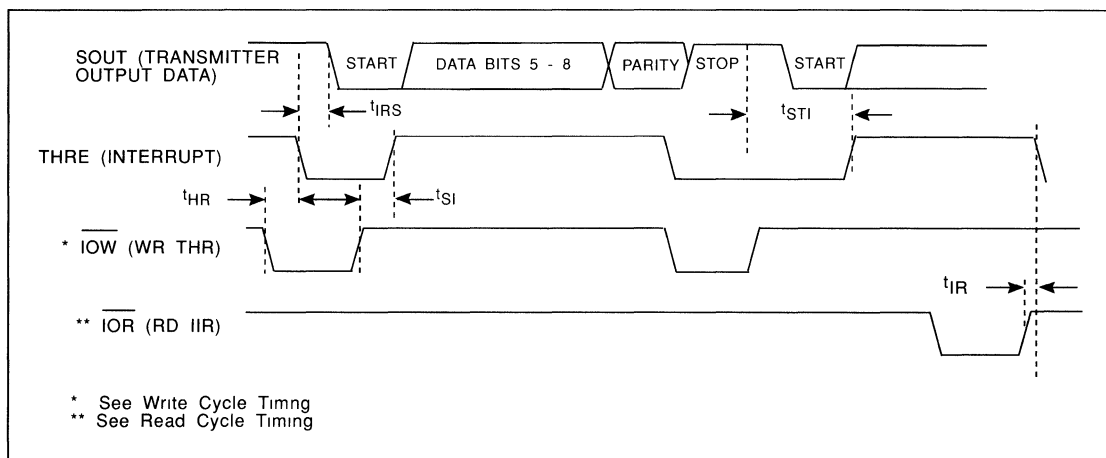 SOUT (TRANSMITTER
OUTPUT DATA)
START
DATA BITS 5 - 8
PARITY
STOP
START
tIRS
tSTI
THRE (INTERRUPT)
tHR
tSI
* IOW (WR THR)
tIR
** IOR (RD IIR)
* See Write Cycle Timng
** See Read Cycle Timing